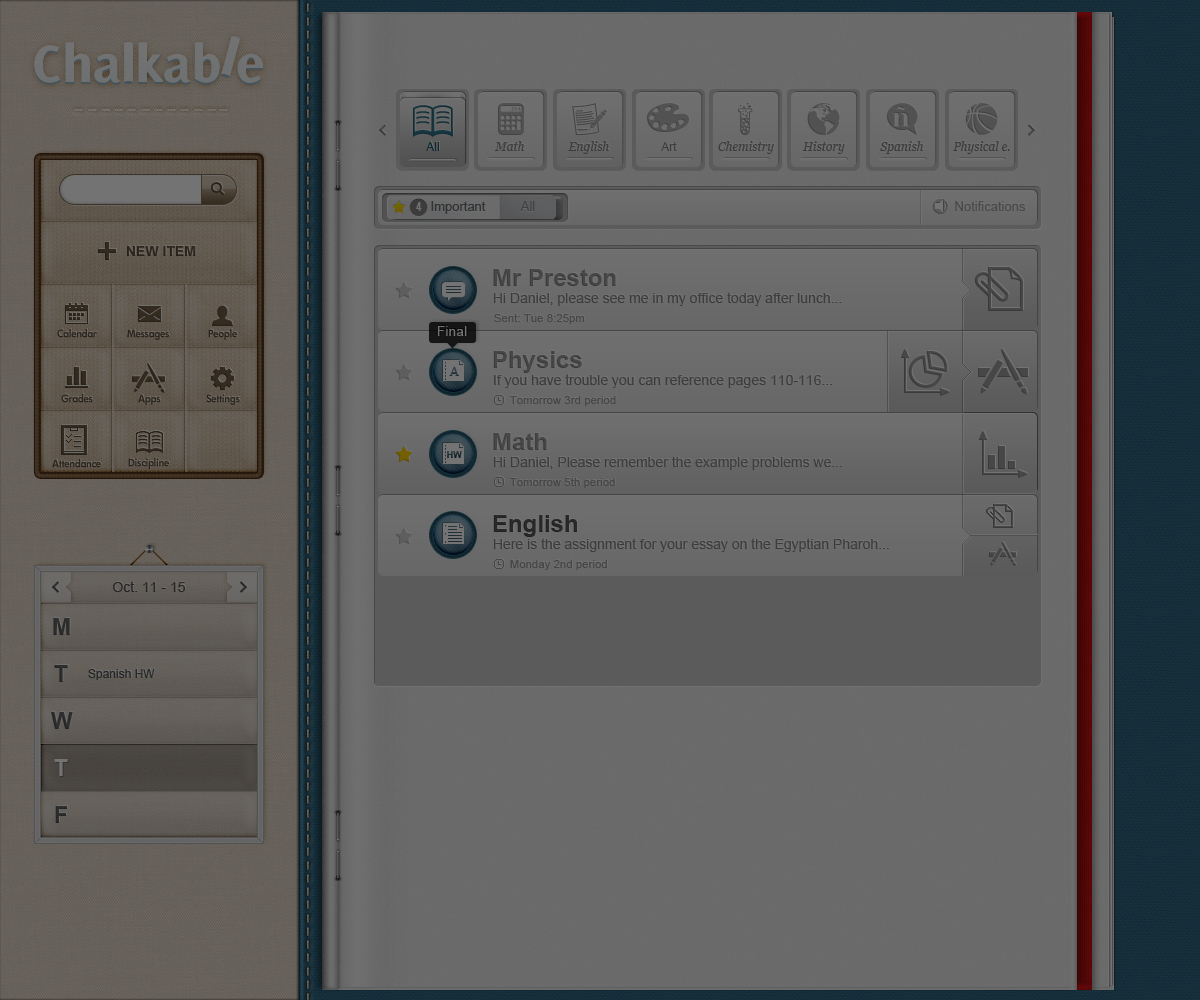 Chalkable
NEW ITEM
Calendar
Messages
People
Grades
Apps
Settings
Attendance
Discipline
Oct. 11 - 15
M
T Spanish HW
W
T
F
All
Math
English
Art
Chemistry
History
Spanish
Physical e.
4 Important
All
Notifications
Mr Preston
Hi Daniel, please see me in my office today after lunch...
Sent: Tue 8:25pm
Final
A
Physics
If you have trouble you can reference pages 110-116...
Tomorrow 3rd period
HW
Math
Hi Daniel, Please remember the example problems we...
Tomorrow 5th period
English
Here is the assignment for your essay on the Egyptian Pharoh...
Monday 2nd period